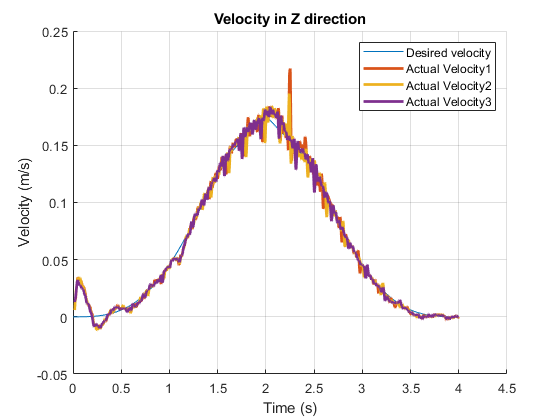 Velocity in Z direction
0.25
0.2
0.15
0.1
0.05
0
-0.05
Velocity (m/s)
Desired velocity
Actual Velocity1
Actual Velocity2
Actual Velocity3
0 0.5 1 1.5 2 2.5 3 3.5 4 4.5
Time (s)